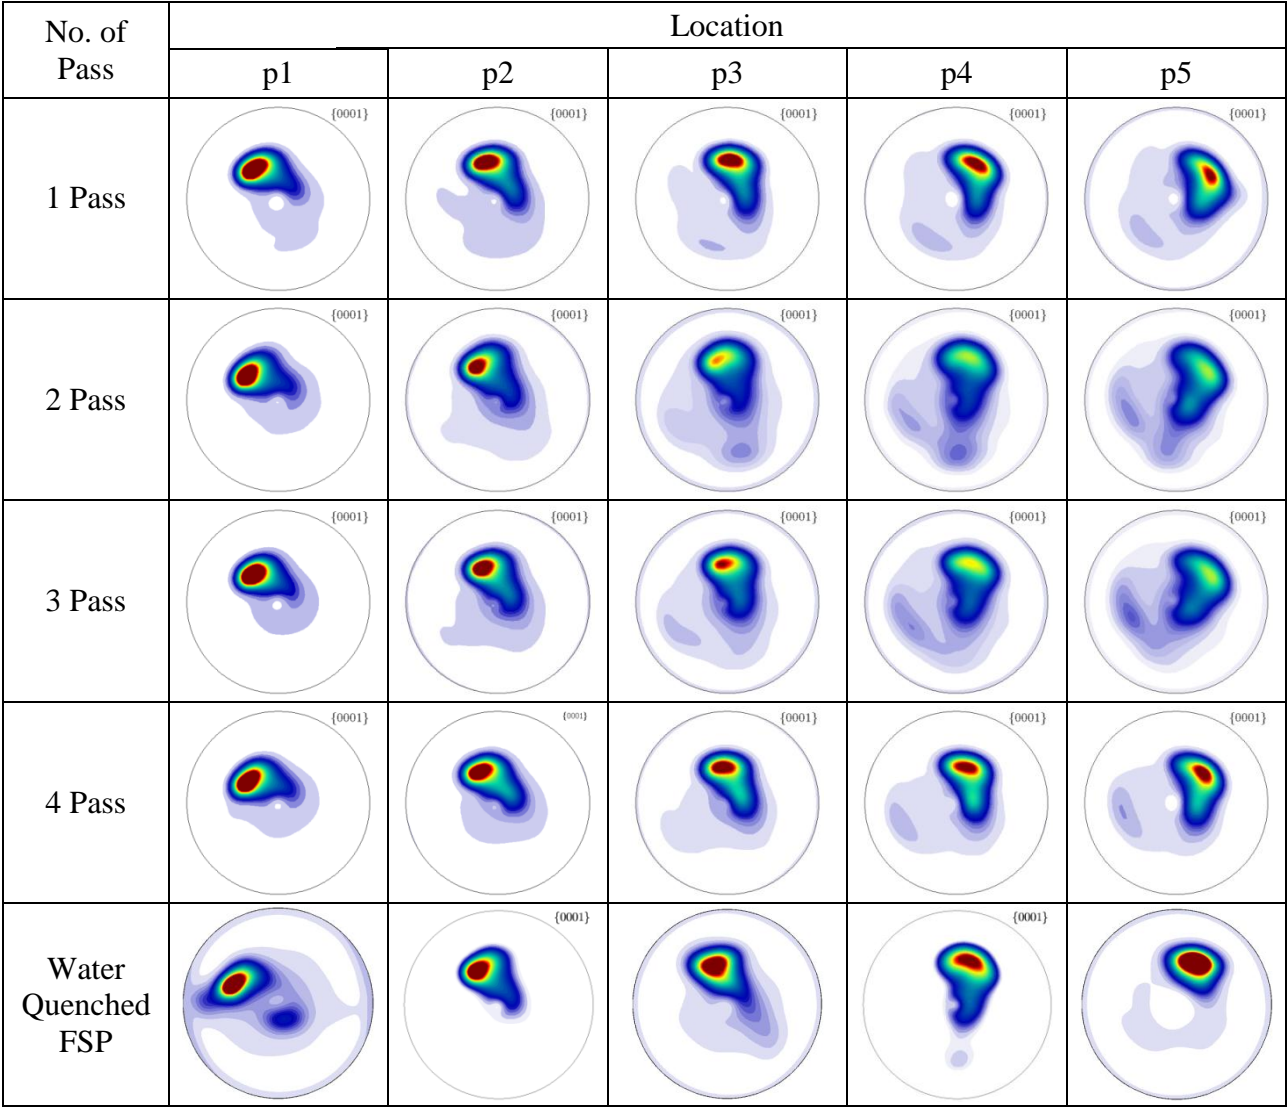 No. of
Pass
Location
p1 p2 p3 p4 p5
1 Pass
{0001} {0001} {0001} {0001} {0001}
2 Pass
{0001} {0001} {0001} {0001} {0001}
3 Pass
{0001} {0001} {0001} {0001} {0001}
4 Pass
{0001} {0001} {0001} {0001} {0001}
Water
Quenched
FSP
{0001} {0001}